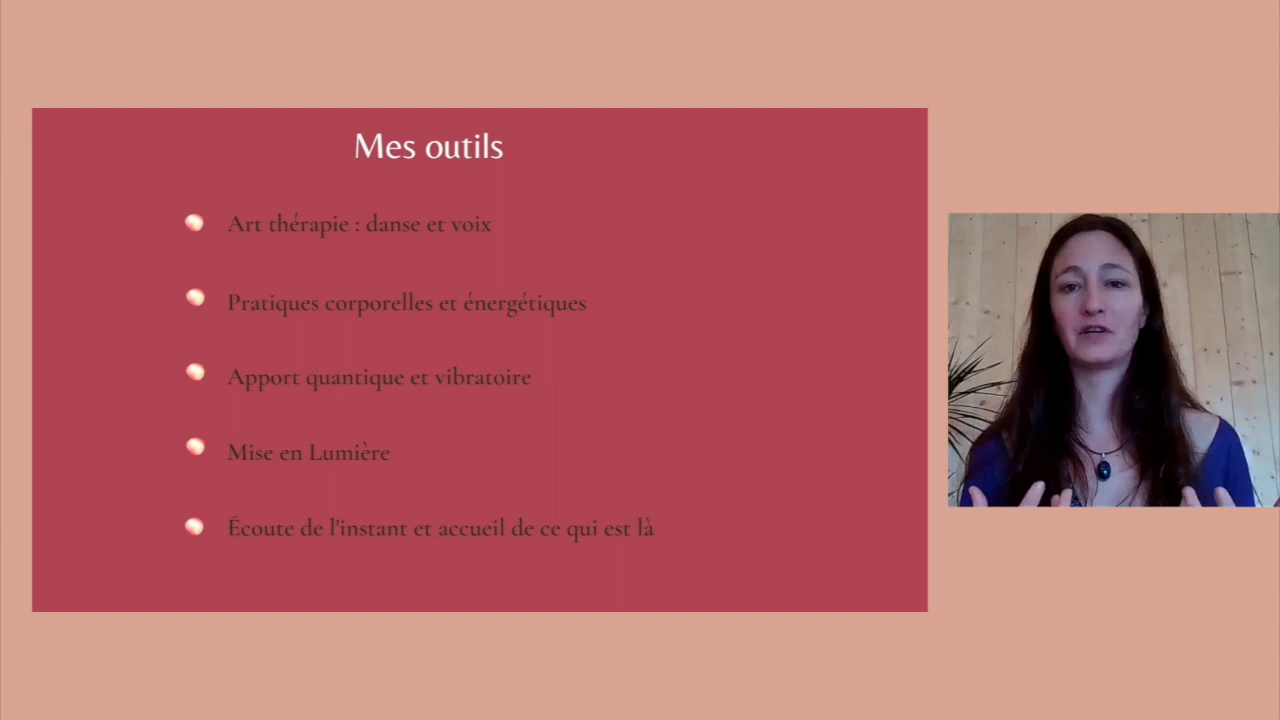 Mes outils
Art thérapie : danse et voix
Pratiques corporelles et énergétiques
Apport quantique et vibratoire
Mise en Lumière
Écoute de l'instant et accueil de ce qui est là